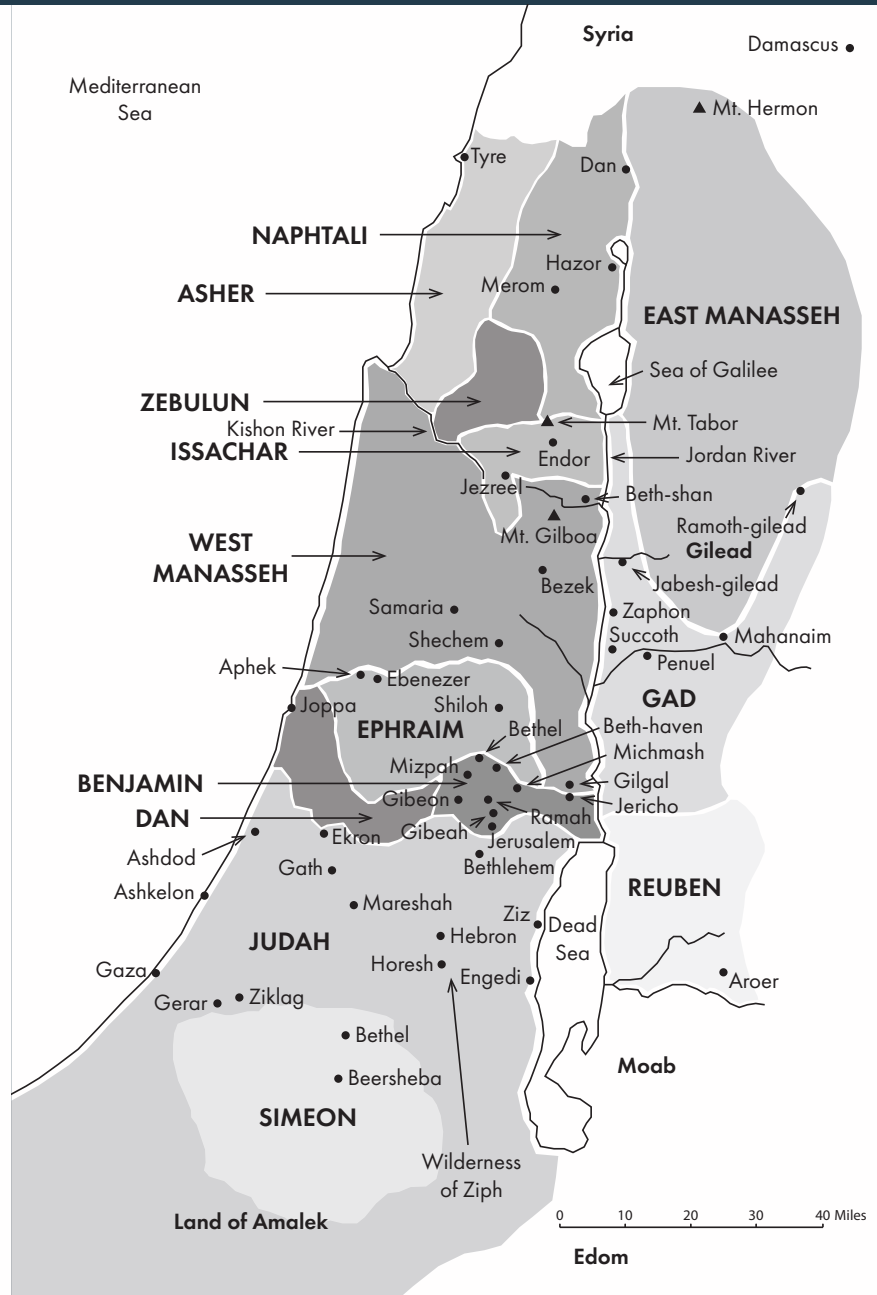 Syria
Damascus
Mediterranean
Sea
Mt. Hermon
Tyre
Dan
NAPHTALI
Hazor
Merom
ASHER
EAST MANASSEH
Sea of Galilee
ZEBULUN
Mt. Tabor
Kishon River
ISSACHAR
Endor
Jordan River
Jezreel
Beth-shan
Ramoth-gilead
Mt. Gilboa
WEST
MANASSEH
Gilead
Bezek
Jabesh-gilead
Samaria
Zaphon
Shechem
Succoth
Mahanaim
Penuel
Aphek
Ebenezer
GAD
Joppa
Shiloh
EPHRAIM
Bethel
Beth-haven
Michmash
Mizpah
BENJAMIN
Gilgal
Gibeon
Jericho
DAN
Ramah
Ekron
Gibeah
Jerusalem
Ashdod
Bethlehem
Gath
Ashkelon
REUBEN
Mareshah
Ziz
Dead
Sea
JUDAH
Hebron
Horesh
Gaza
Engedi
Aroer
Gerar
Ziklag
Bethel
Moab
Beersheba
SIMEON
Wilderness
of Ziph
Land of Amalek
0 10 20 30 40 Miles
Edom